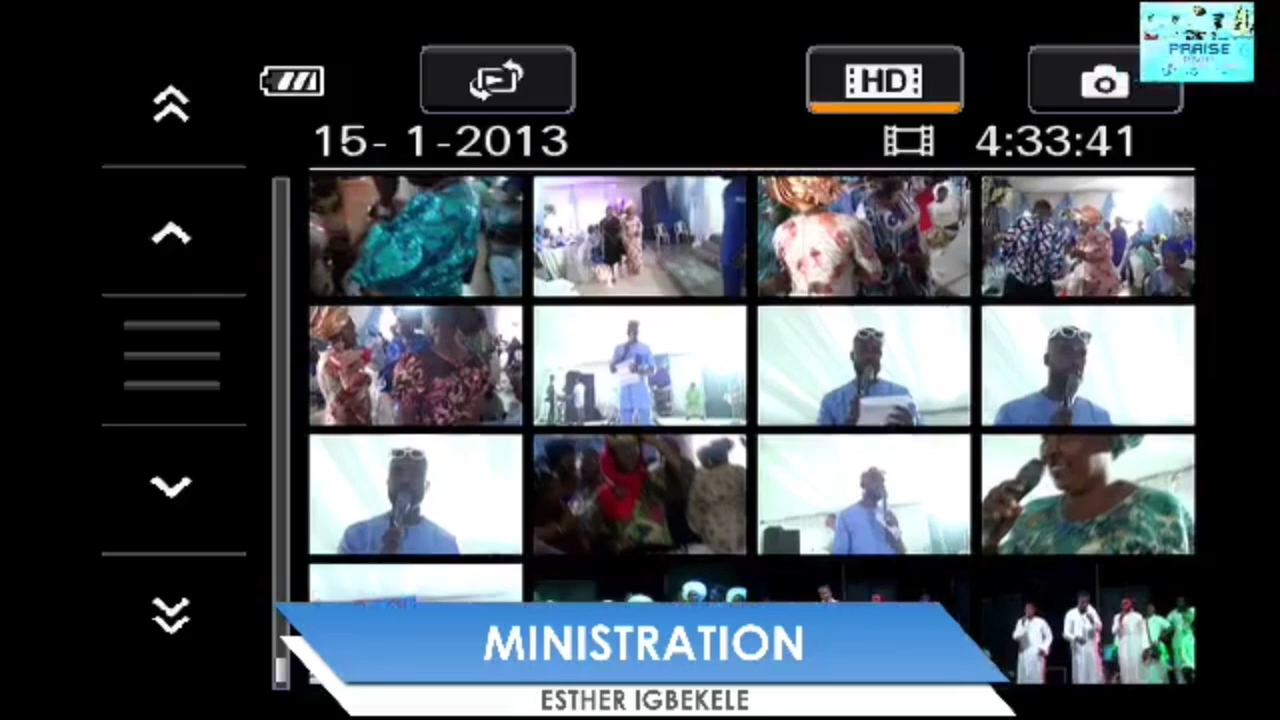 PRAISE
HD
15- 1-2013
4:33:41
MINISTRATION
ESTHER IGBEKELE